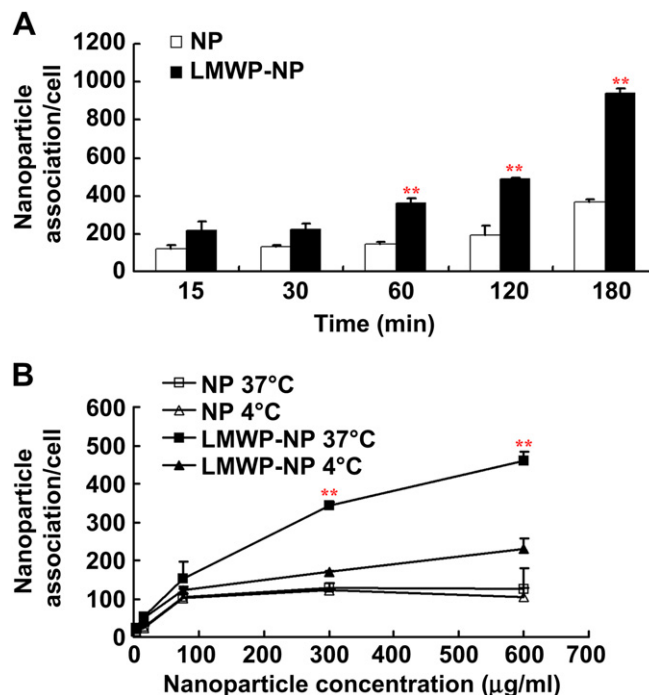 A
1200
1000
800
600
400
200
0
Nanoparticle
association/cell
NP
LMWP-NP
**
**
**
15 30 60 120 180
Time (min)
B
NP 37°C
NP 4°C
LMWP-NP 37°C
LMWP-NP 4°C
600
500
400
300
200
100
0
Nanoparticle
association/cell
**
**
0 100 200 300 400 500 600 700
Nanoparticle concentration (μg/ml)